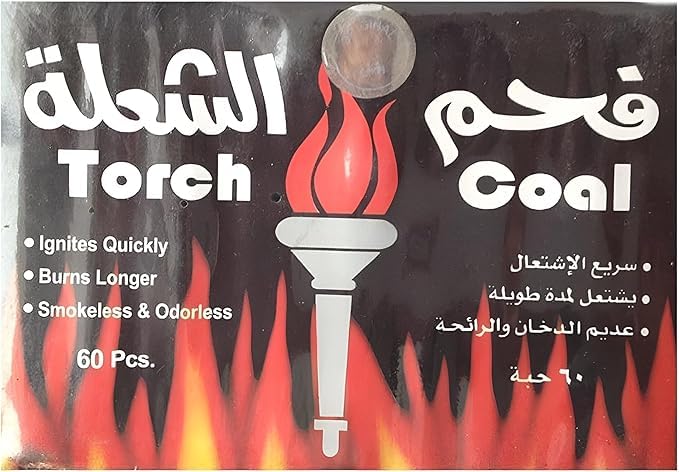 فحم الشعلة
Torch Coal
• Ignites Quickly
• Burns Longer
• Smokeless & Odorless
60 Pcs.
• سريع الإشتعال
• يشتعل لمدة طويلة
• عديم الدخان والرائحة
٦٠ حبة